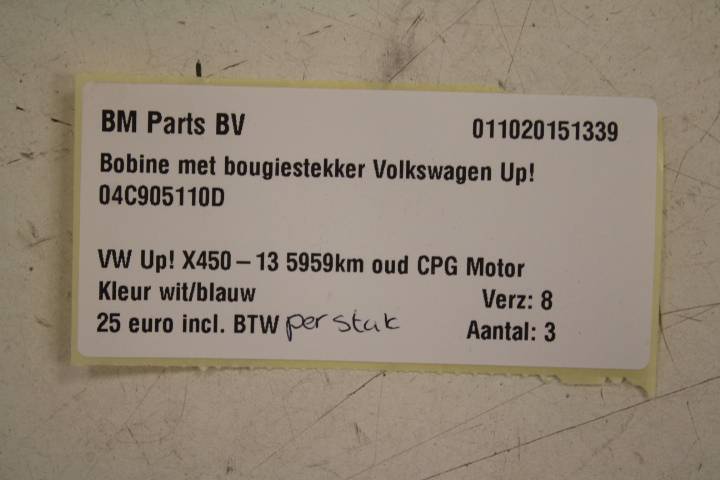 BM Parts BV 011020151339
Bobine met bougiestekker Volkswagen Up!
04C905110D
VW Up! X450 – 13 5959km oud CPG Motor
Kleur wit/blauw Verz: 8
25 euro incl. BTW per stuk Aantal: 3